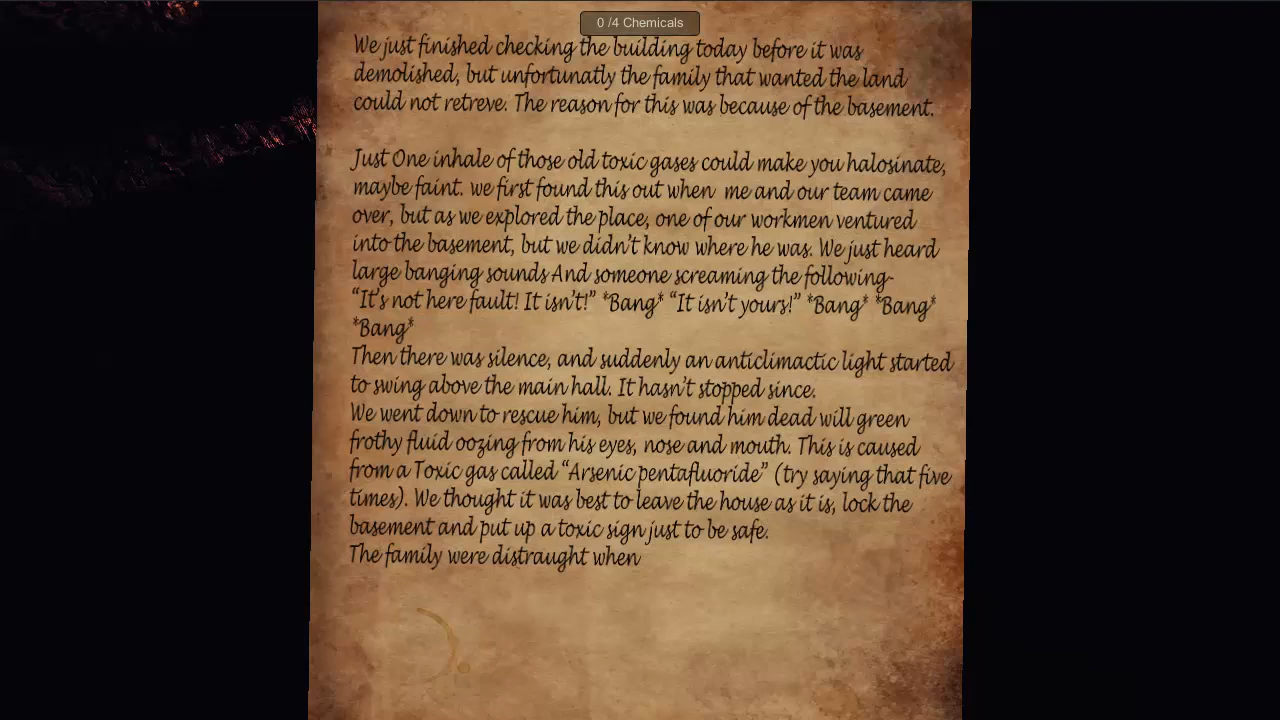 0 /4 Chemicals
We just finished checking the building today before it was
demolished, but unfortunatly the family that wanted the land
could not retreve. The reason for this was because of the basement.
Just One inhale of those old toxic gases could make you halosinate,
maybe faint. we first found this out when me and our team came
over, but as we explored the place, one of our workmen ventured
into the basement, but we didn't know where he was. We just heard
large banging sounds And someone screaming the following-
“It's not here fault! It isn't!” *Bang* “It isn't yours!” *Bang* *Bang*
*Bang*
Then there was silence, and suddenly an anticlimactic light started
to swing above the main hall. It hasn't stopped since.
We went down to rescue him, but we found him dead will green
frothy fluid oozing from his eyes, nose and mouth. This is caused
from a Toxic gas called “Arsenic pentafluoride” (try saying that five
times). We thought it was best to leave the house as it is, lock the
basement and put up a toxic sign just to be safe.
The family were distraught when